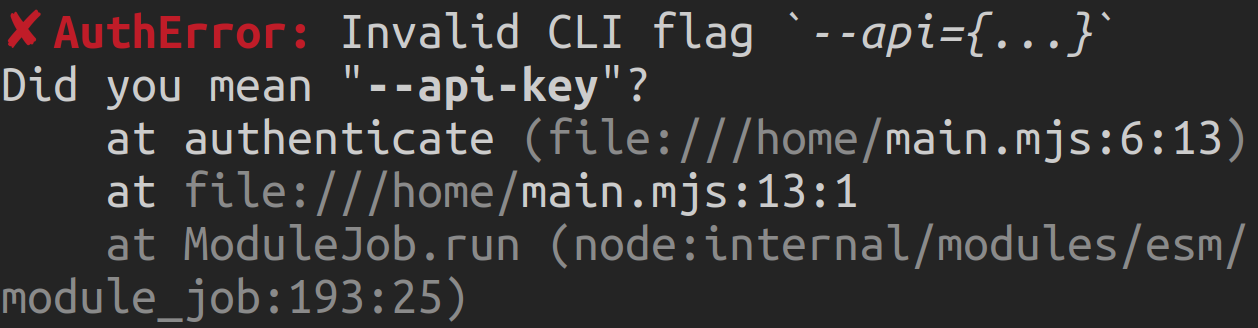 ✘ AuthError: Invalid CLI flag `--api={...}`
Did you mean "--api-key"?
    at authenticate (file:///home/main.mjs:6:13)
    at file:///home/main.mjs:13:1
    at ModuleJob.run (node:internal/modules/esm/
module_job:193:25)